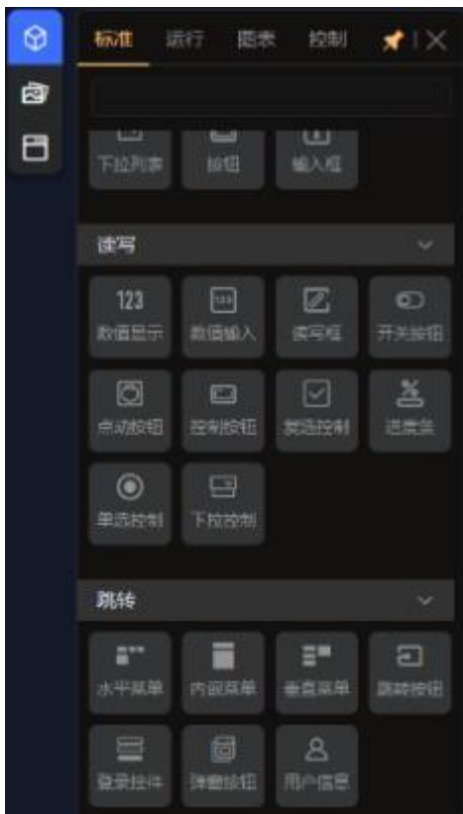 标准 运行 图表 控制
下拉列表 按钮 输入框
读写
123
数值显示 数值输入 读写框 开关按钮
点动按钮 控制按钮 复选控制 进度条
单选控制 下拉控制
跳转
水平菜单 内嵌菜单 垂直菜单 跳转按钮
登录控件 弹窗按钮 用户信息